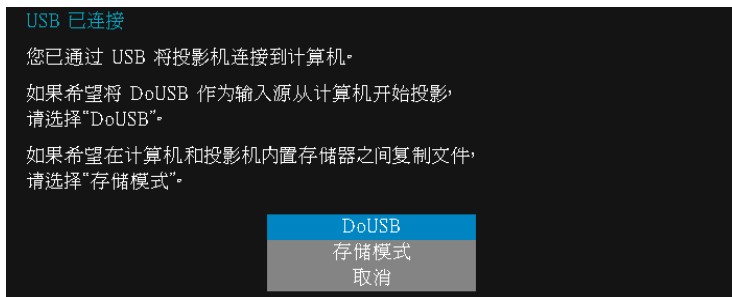 USB 已连接
您已通过 USB 将投影机连接到计算机。
如果希望将 DoUSB 作为输入源从计算机开始投影，
请选择“DoUSB”。
如果希望在计算机和投影机内置存储器之间复制文件，
请选择“存储模式”。
DoUSB
存储模式
取消